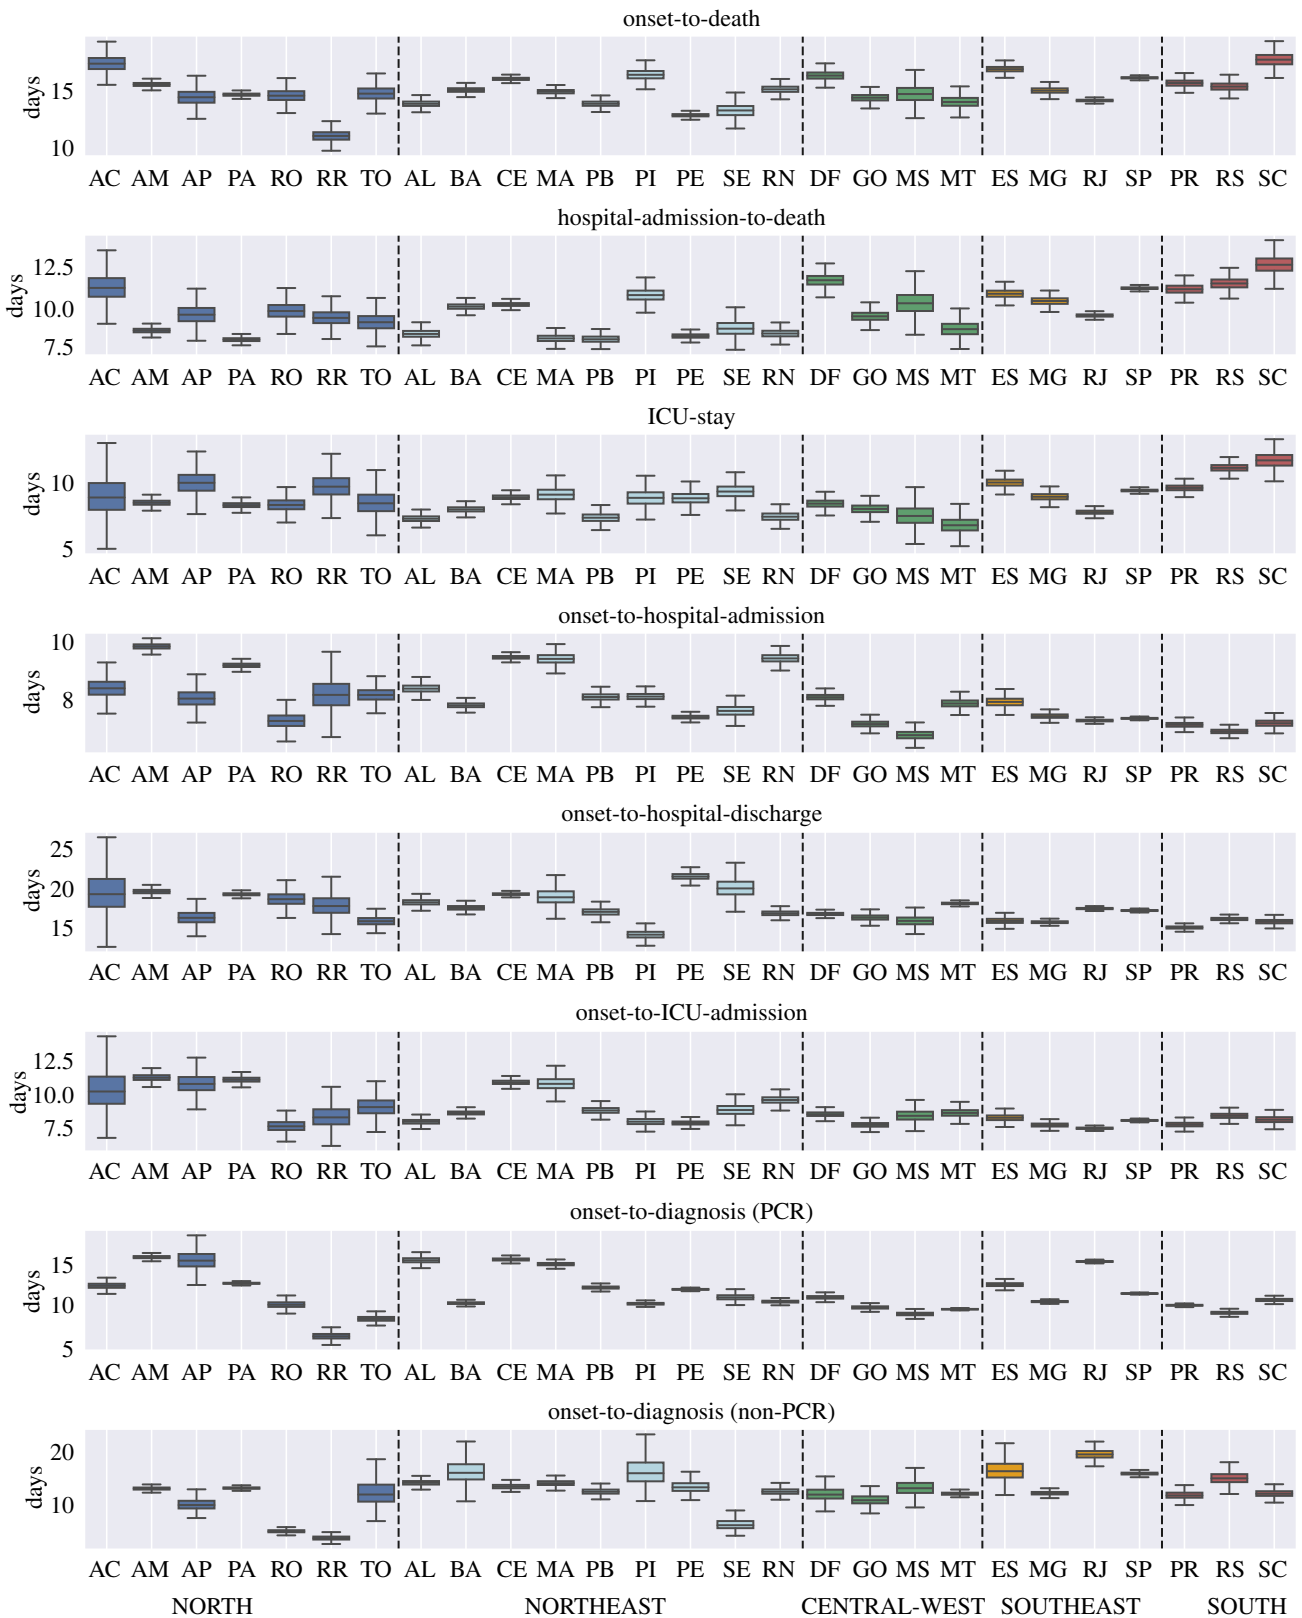 onset-to-death
days
15
10
AC AM AP PA RO RR TO AL BA CE MA PB PI PE SE RN DF GO MS MT ES MG RJ SP PR RS SC
hospital-admission-to-death
days
12.5
10.0
7.5
AC AM AP PA RO RR TO AL BA CE MA PB PI PE SE RN DF GO MS MT ES MG RJ SP PR RS SC
ICU-stay
days
10
5
AC AM AP PA RO RR TO AL BA CE MA PB PI PE SE RN DF GO MS MT ES MG RJ SP PR RS SC
onset-to-hospital-admission
days
10
8
AC AM AP PA RO RR TO AL BA CE MA PB PI PE SE RN DF GO MS MT ES MG RJ SP PR RS SC
onset-to-hospital-discharge
days
25
20
15
AC AM AP PA RO RR TO AL BA CE MA PB PI PE SE RN DF GO MS MT ES MG RJ SP PR RS SC
onset-to-ICU-admission
days
12.5
10.0
7.5
AC AM AP PA RO RR TO AL BA CE MA PB PI PE SE RN DF GO MS MT ES MG RJ SP PR RS SC
onset-to-diagnosis (PCR)
days
15
10
5
AC AM AP PA RO RR TO AL BA CE MA PB PI PE SE RN DF GO MS MT ES MG RJ SP PR RS SC
onset-to-diagnosis (non-PCR)
days
20
10
AC AM AP PA RO RR TO AL BA CE MA PB PI PE SE RN DF GO MS MT ES MG RJ SP PR RS SC
NORTH NORTHEAST CENTRAL-WEST SOUTHEAST SOUTH